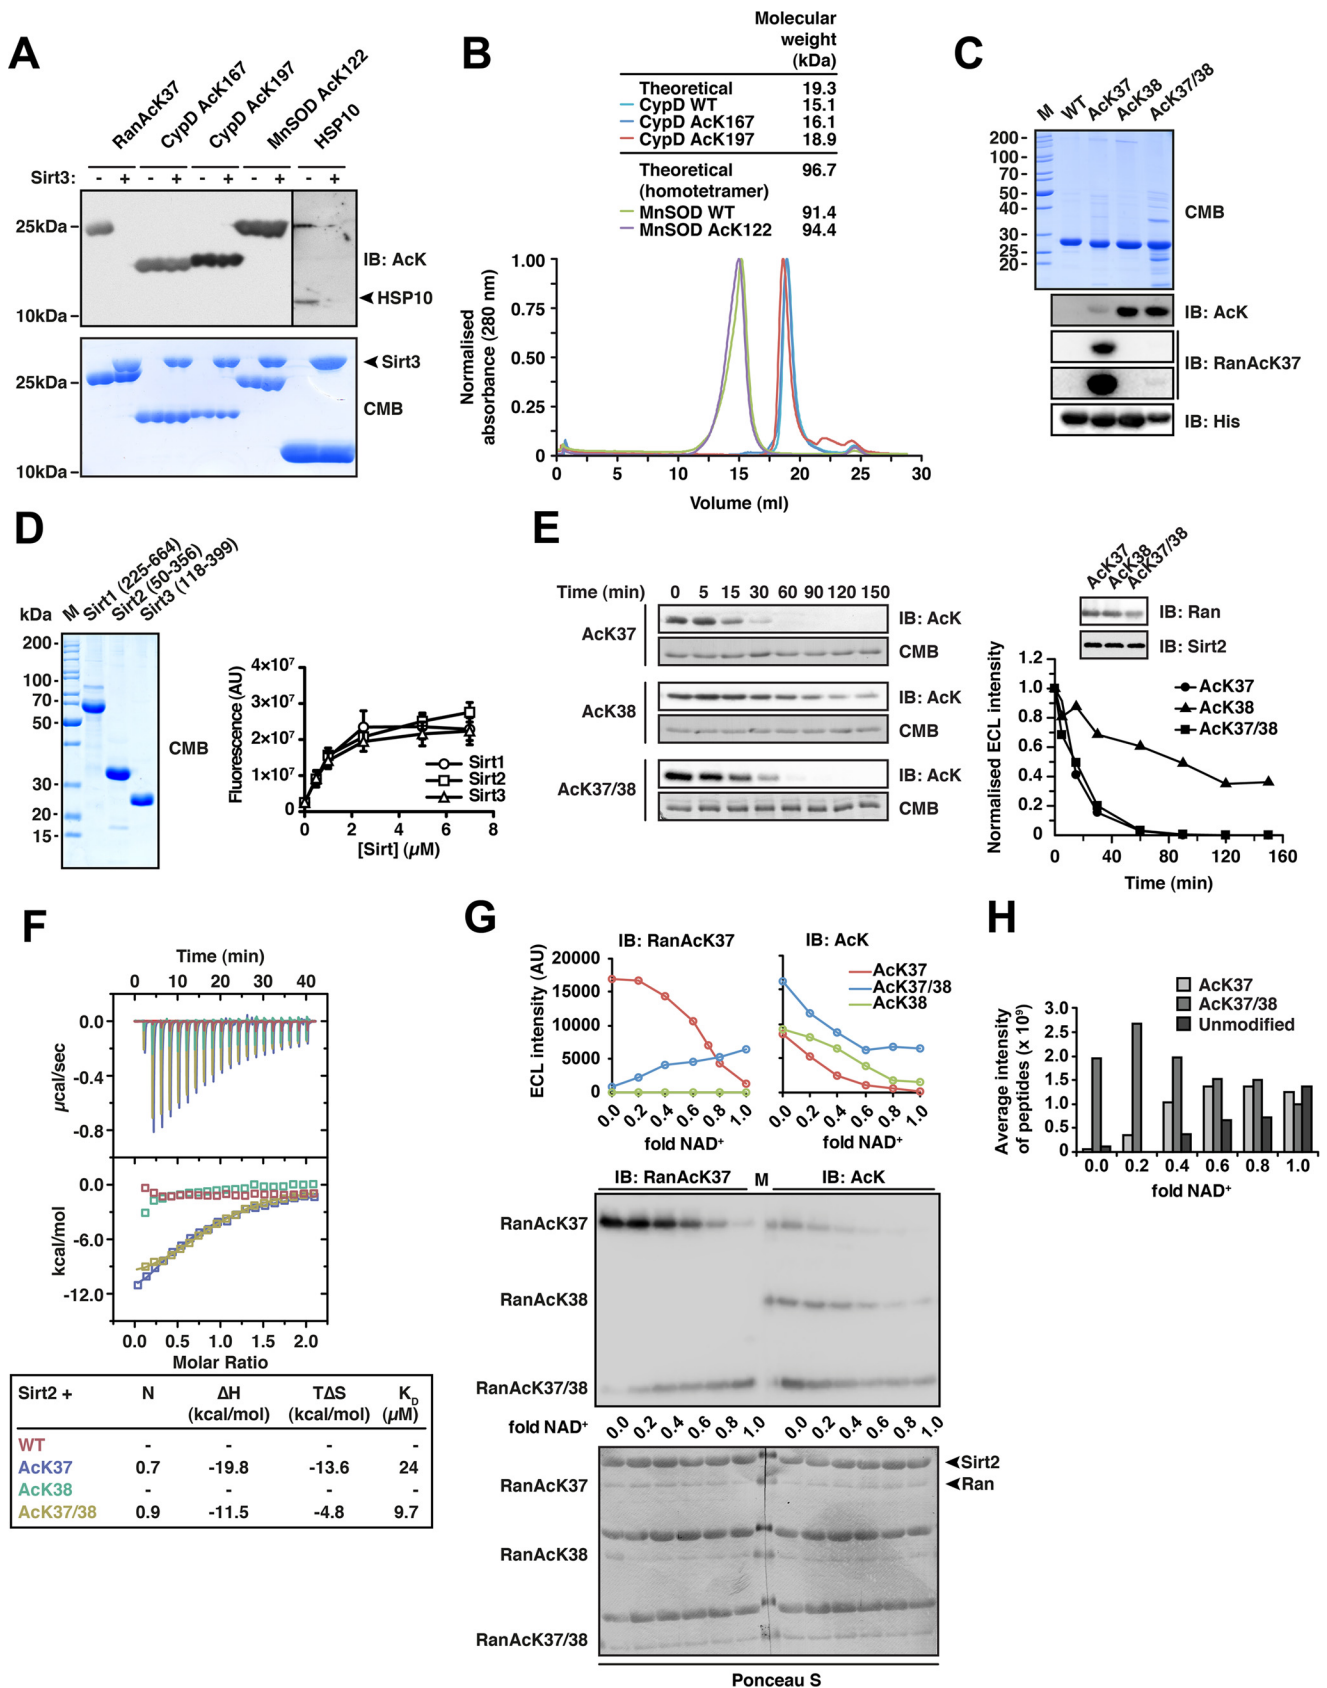 A
RanAcK37
CypD AcK167
CypD AcK197
MnSOD AcK122
HSP10
Sirt3: - + - + - + - + - +
25kDa
IB: AcK
HSP10
10kDa
Sirt3
25kDa
CMB
10kDa
B
Molecular
weight
(kDa)
Theoretical 19.3
CypD WT 15.1
CypD AcK167 16.1
CypD AcK197 18.9
Theoretical 96.7
(homotetramer)
MnSOD WT 91.4
MnSOD AcK122 94.4
Normalised
absorbance (280 nm)
1.00
0.75
0.50
0.25
0
0 5 10 15 20 25 30
Volume (ml)
C
M WT AcK37 AcK38 AcK37/38
200
100
70
50
40
30
25
20
CMB
IB: AcK
IB: RanAcK37
IB: His
D
kDa M Sirt1 (225-664) Sirt2 (50-356) Sirt3 (118-399)
200
100
70
50
30
20
15
CMB
Fluorescence (AU)
4×10⁷
3×10⁷
2×10⁷
1×10⁷
0
Sirt1
Sirt2
Sirt3
0 2 4 6 8
[Sirt] (µM)
E
Time (min) 0 5 15 30 60 90 120 150
AcK37
IB: AcK
CMB
AcK38
IB: AcK
CMB
AcK37/38
IB: AcK
CMB
AcK37 AcK38 AcK37/38
IB: Ran
IB: Sirt2
Normalised ECL intensity
1.2
1.0
0.8
0.6
0.4
0.2
0
AcK37
AcK38
AcK37/38
0 40 80 120 160
Time (min)
F
Time (min)
0 10 20 30 40
µcal/sec
0.0
-0.4
-0.8
kcal/mol
0.0
-6.0
-12.0
0.0 0.5 1.0 1.5 2.0
Molar Ratio
Sirt2 + N ΔH TΔS K_D
(kcal/mol) (kcal/mol) (µM)
WT - - - -
AcK37 0.7 -19.8 -13.6 24
AcK38 - - - -
AcK37/38 0.9 -11.5 -4.8 9.7
G
IB: RanAcK37 IB: AcK
ECL intensity (AU)
20000
15000
10000
5000
0
AcK37
AcK37/38
AcK38
0.0 0.2 0.4 0.6 0.8 1.0 0.0 0.2 0.4 0.6 0.8 1.0
fold NAD⁺ fold NAD⁺
IB: RanAcK37 M IB: AcK
RanAcK37
RanAcK38
RanAcK37/38
fold NAD⁺ 0.0 0.2 0.4 0.6 0.8 1.0 0.0 0.2 0.4 0.6 0.8 1.0
Sirt2
RanAcK37
Ran
RanAcK38
RanAcK37/38
Ponceau S
H
Average intensity
of peptides (x 10⁹)
3.0
2.5
2.0
1.5
1.0
0.5
0
AcK37
AcK37/38
Unmodified
0.0 0.2 0.4 0.6 0.8 1.0
fold NAD⁺